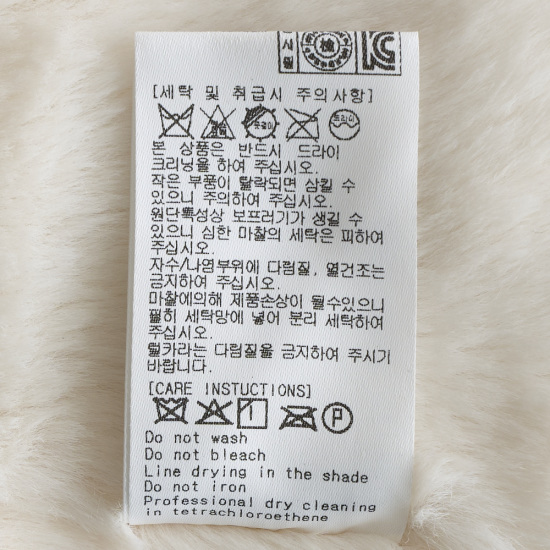 [세탁 및 취급시 주의사항]
드라이
본 상품은 반드시 드라이
크리닝을 하여 주십시오.
작은 부품이 탈락되면 삼킬 수
있으니 주의하여 주십시오.
원단특성상 보프러기가 생길 수
있으니 심한 마찰의 세탁은 피하여
주십시오.
자수/나염부위에 다림질, 열건조는
금지하여 주십시오.
마찰에의해 제품손상이 될수있으니
필히 세탁망에 넣어 분리 세탁하여
주십시오.
털카라는 다림질을 금지하여 주시기
바랍니다.
[CARE INSTUCTIONS]
P
Do not wash
Do not bleach
Line drying in the shade
Do not iron
Professional dry cleaning
in tetrachloroethene